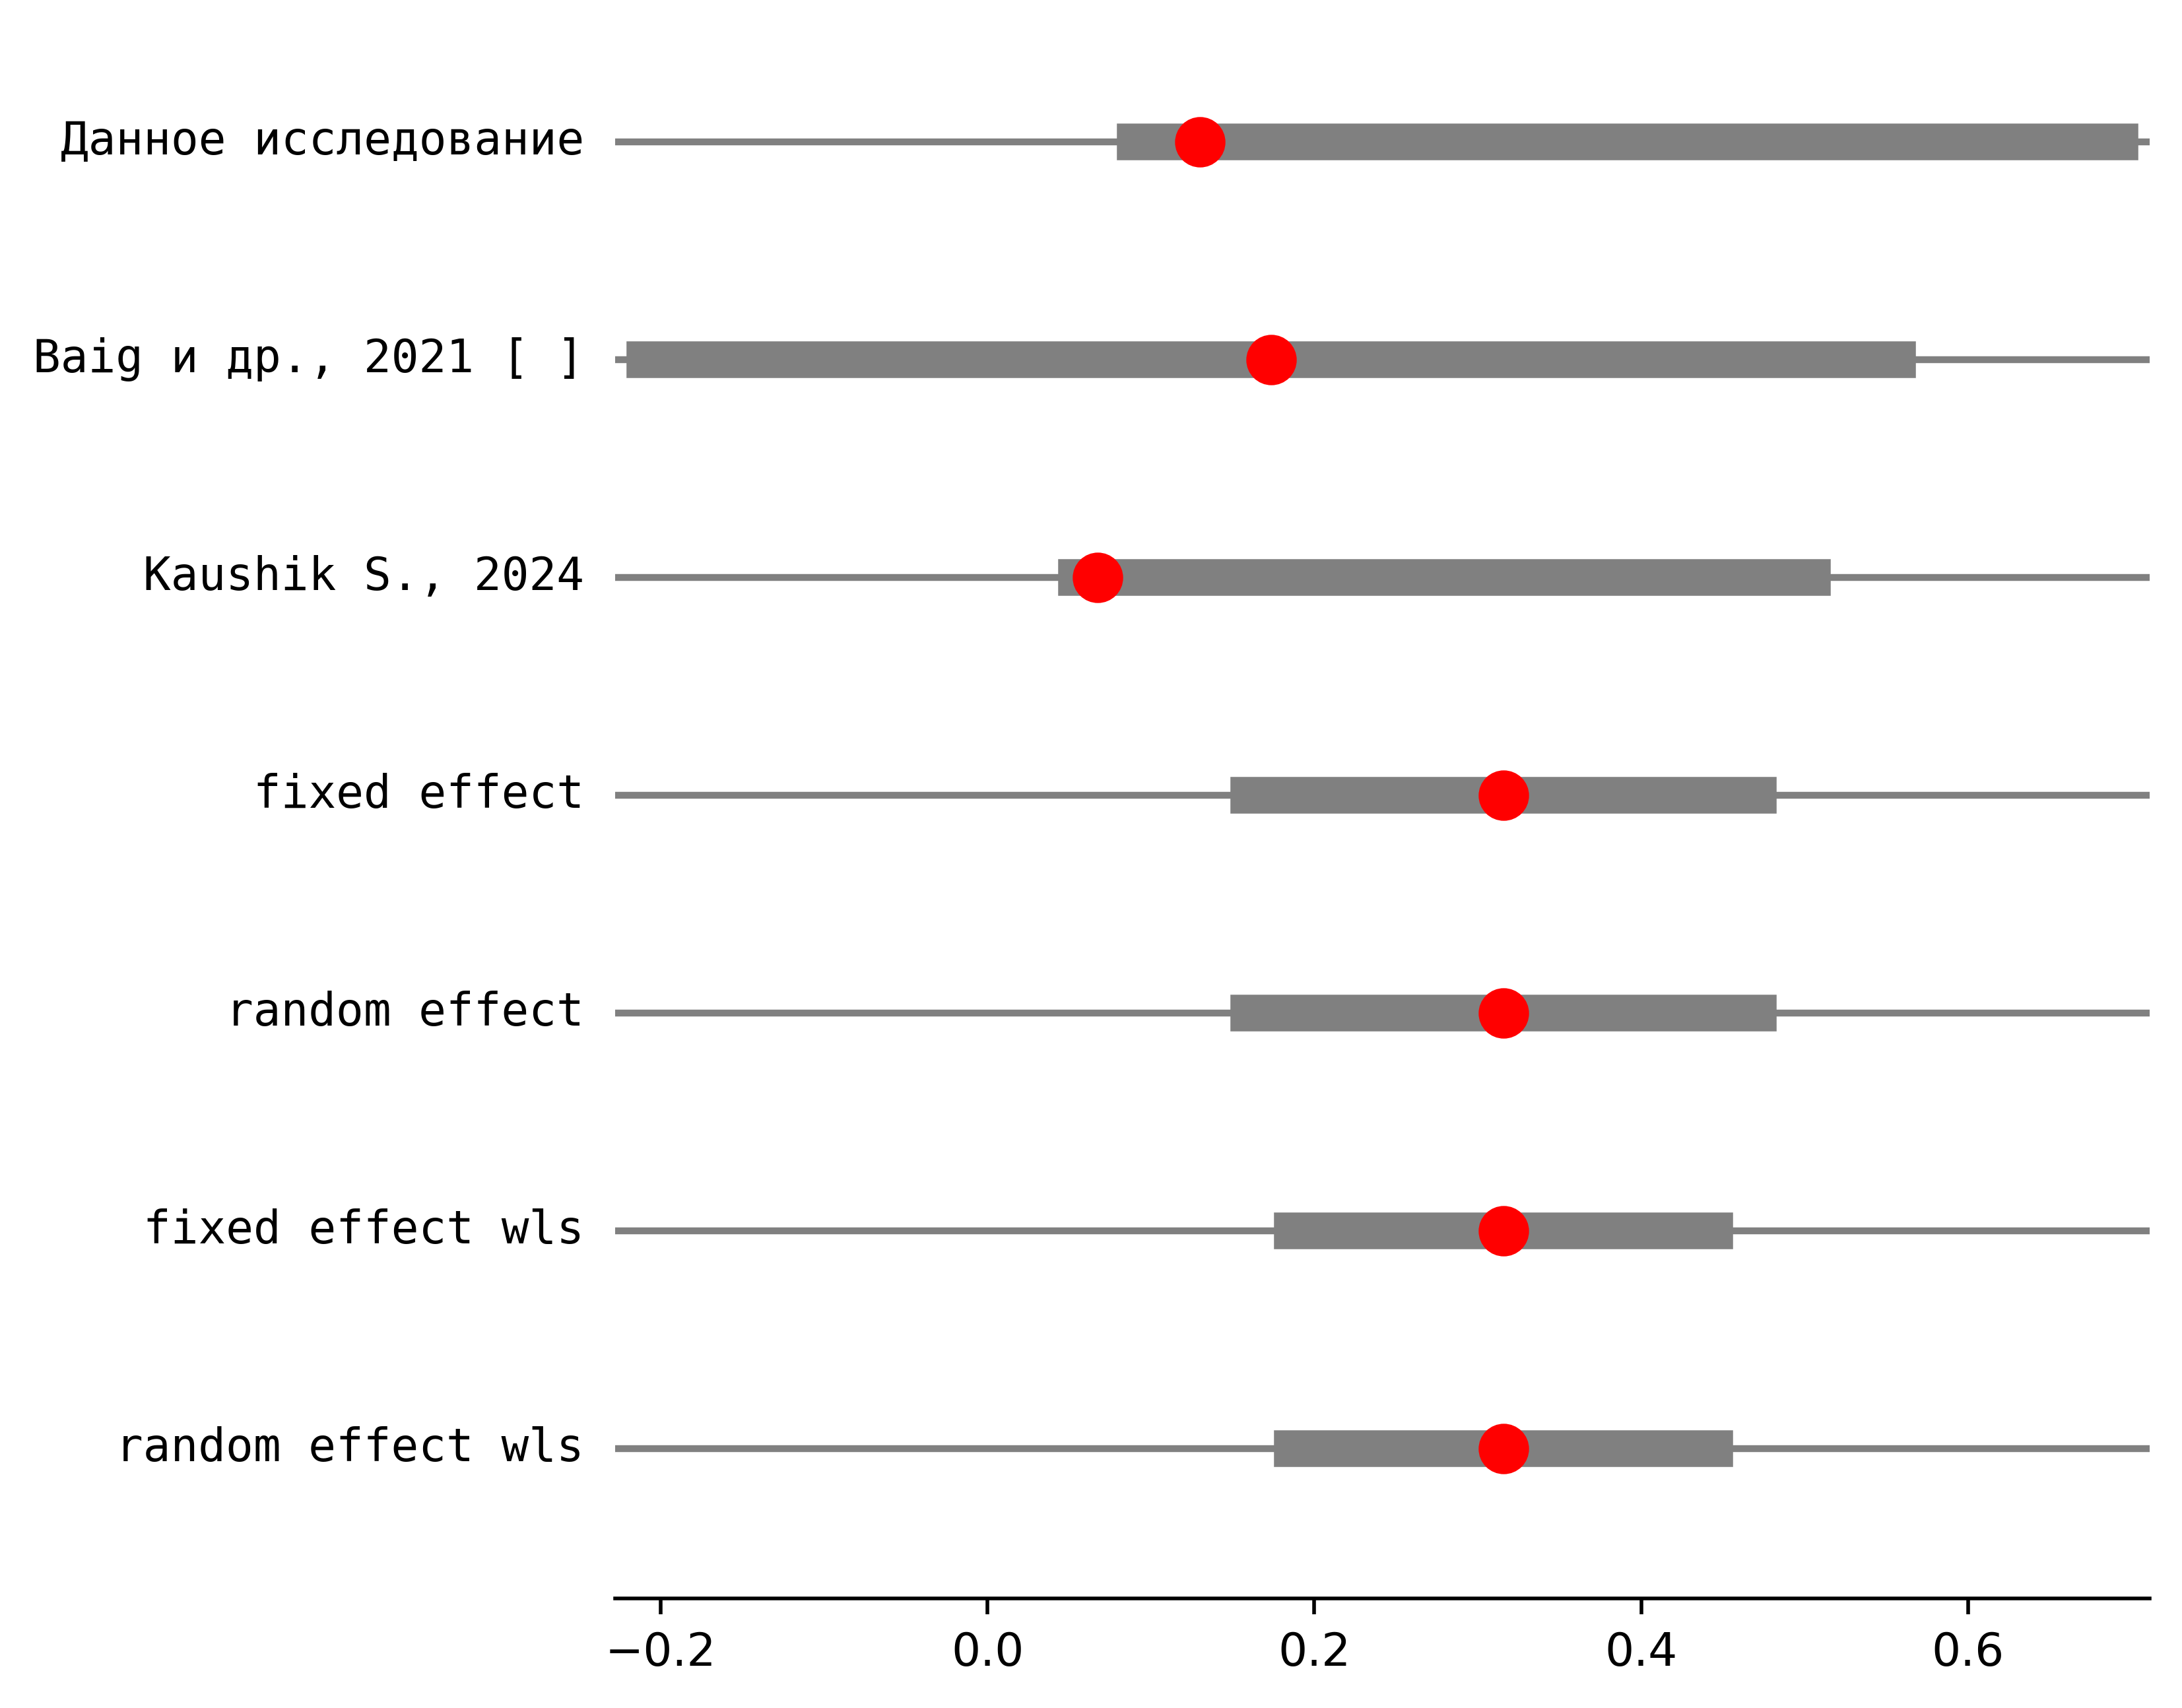 Данное исследование
Baig и др., 2021 [ ]
Kaushik S., 2024
fixed effect
random effect
fixed effect wls
random effect wls
−0.2 0.0 0.2 0.4 0.6